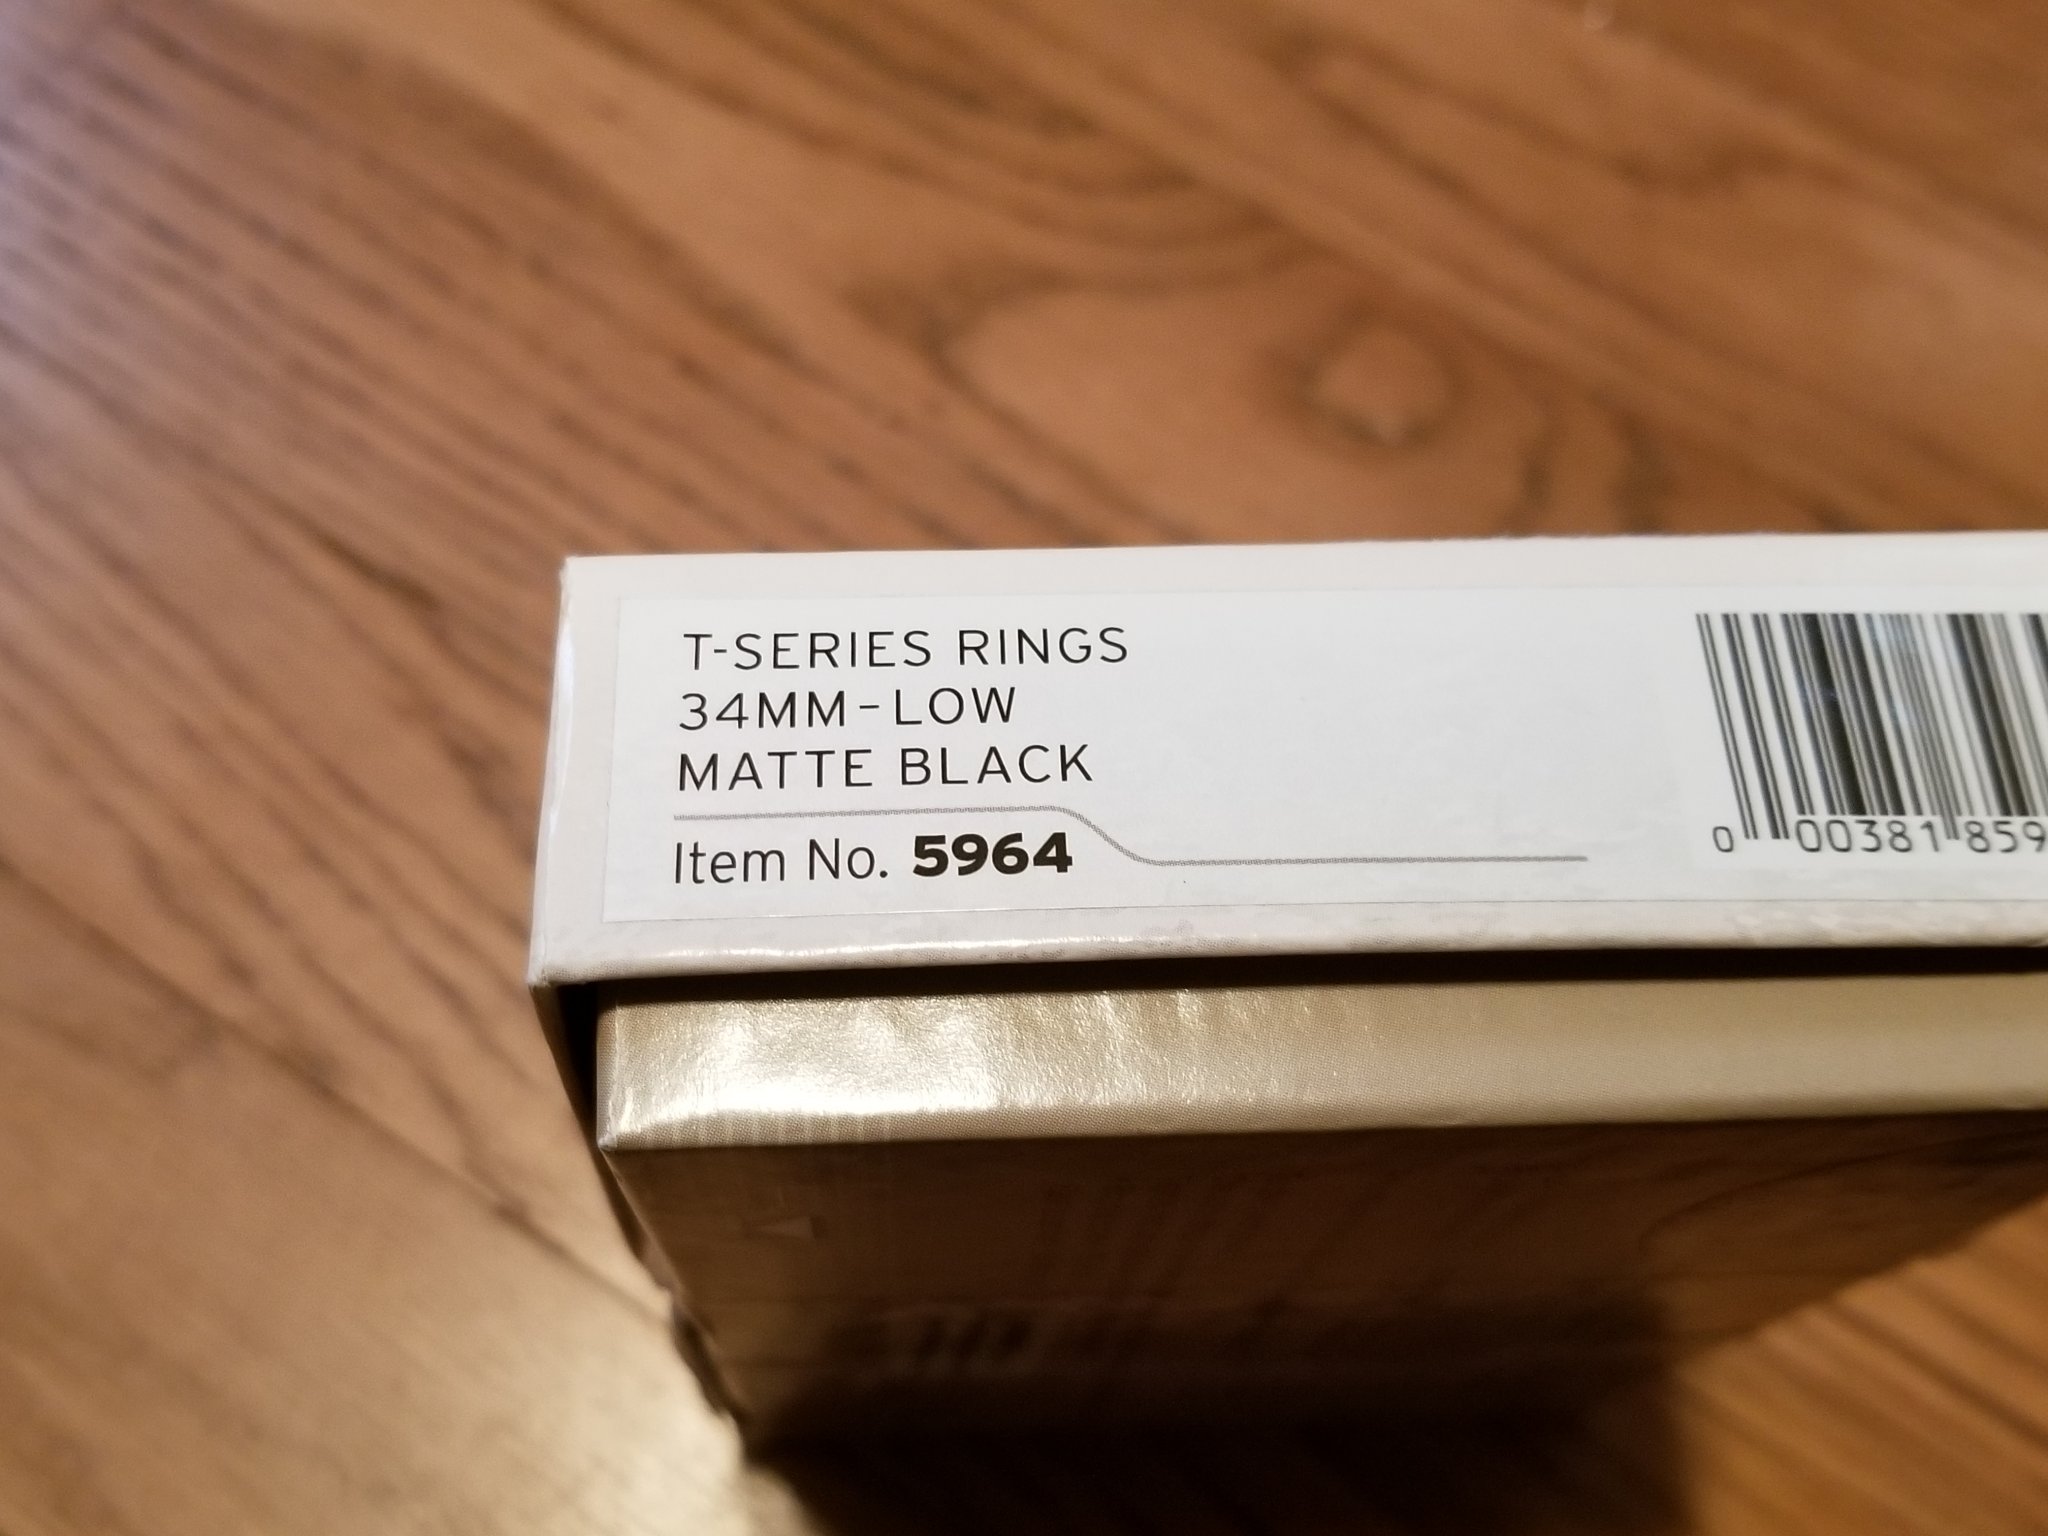 T-SERIES RINGS
34MM-LOW
MATTE BLACK
Item No. 5964
0 00381 859